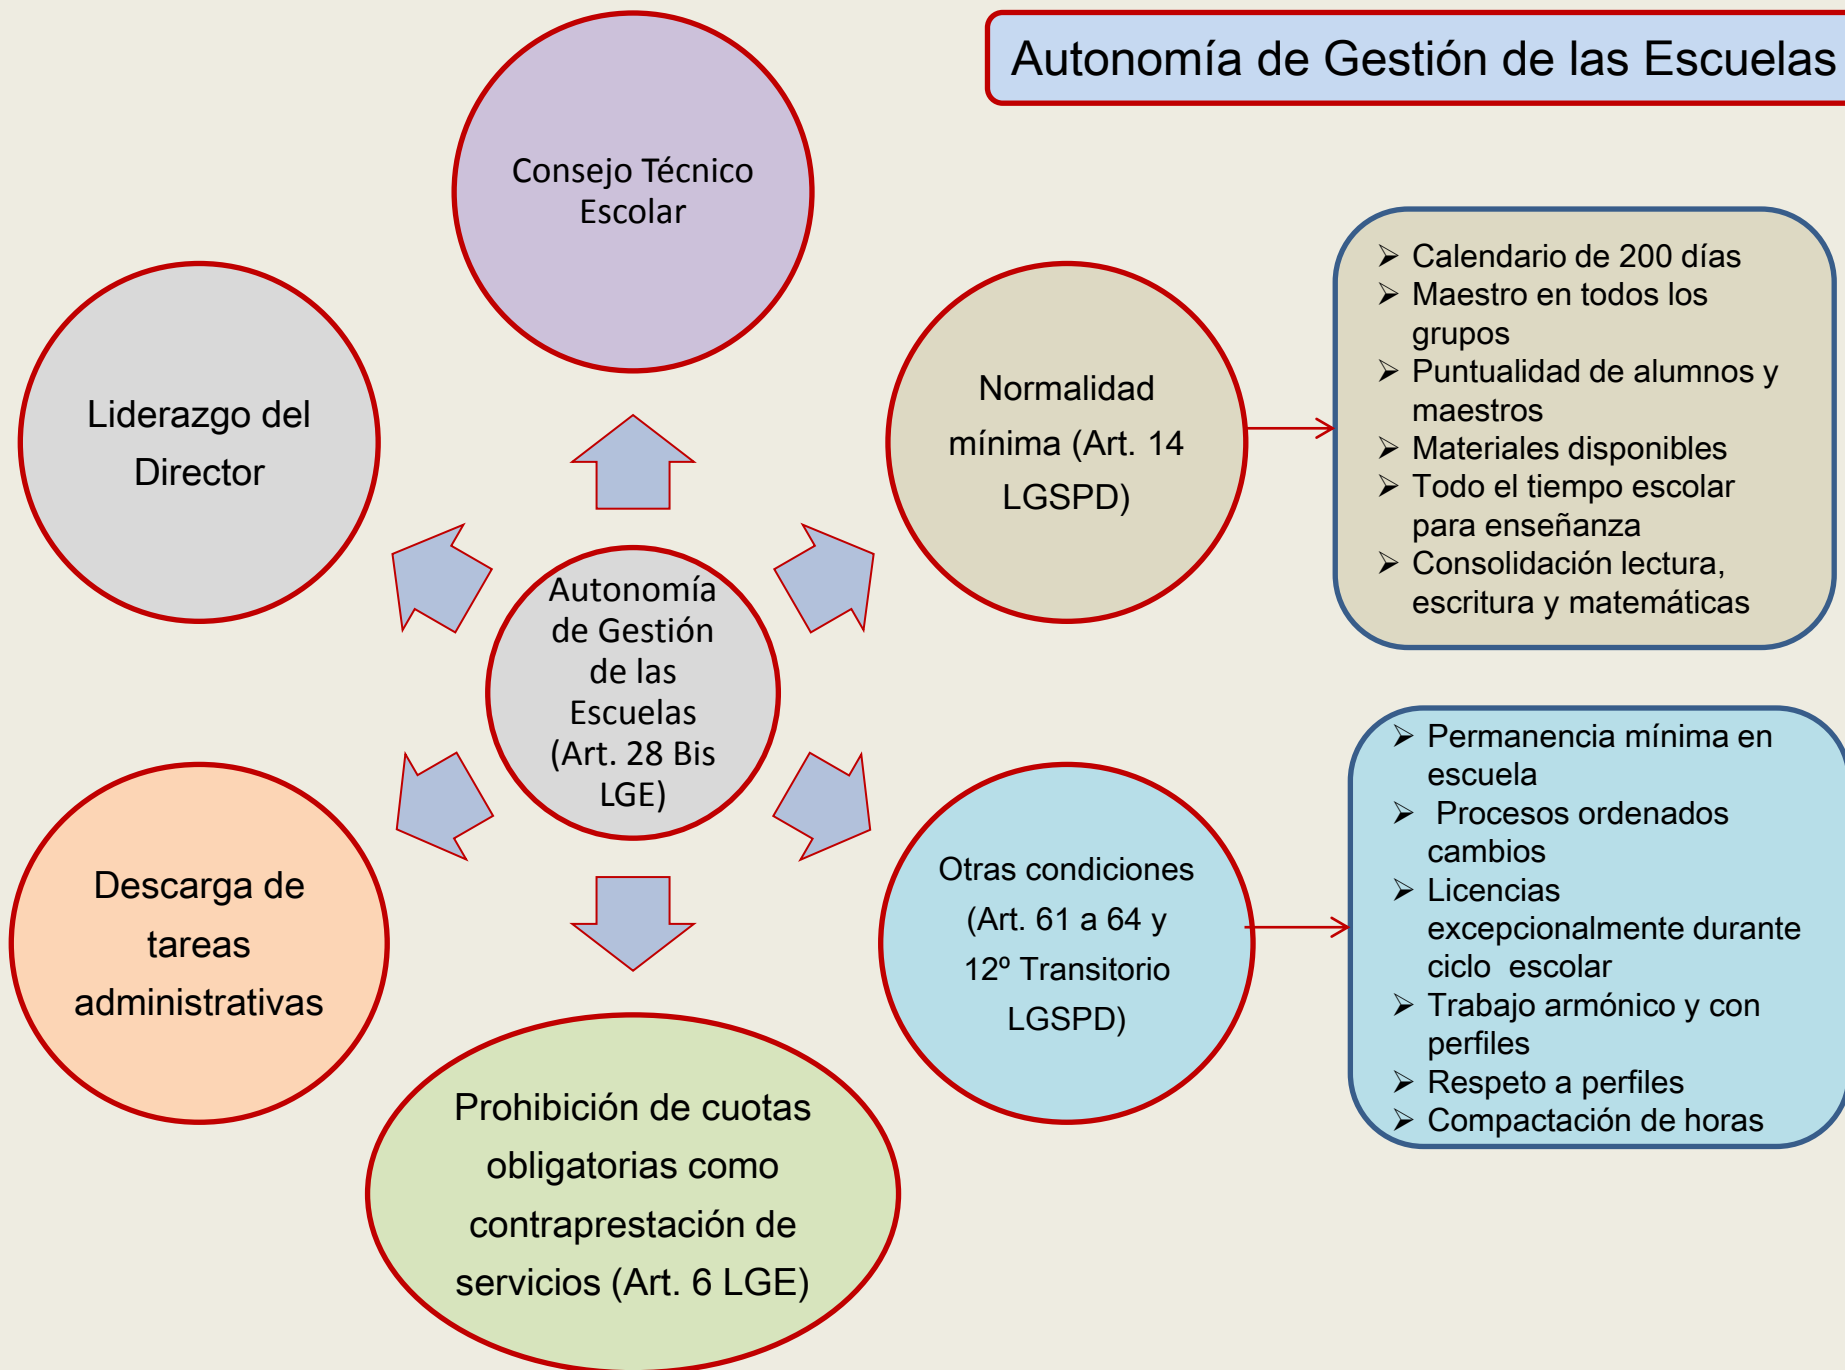 Autonomía de Gestión de las Escuelas
Consejo Técnico
Escolar
Liderazgo del
Director
Normalidad
mínima (Art. 14
LGSPD)
➢ Calendario de 200 días
➢ Maestro en todos los
grupos
➢ Puntualidad de alumnos y
maestros
➢ Materiales disponibles
➢ Todo el tiempo escolar
para enseñanza
➢ Consolidación lectura,
escritura y matemáticas
Autonomía
de Gestión
de las
Escuelas
(Art. 28 Bis
LGE)
Descarga de
tareas
administrativas
Otras condiciones
(Art. 61 a 64 y
12º Transitorio
LGSPD)
➢ Permanencia mínima en
escuela
➢ Procesos ordenados
cambios
➢ Licencias
excepcionalmente durante
ciclo escolar
➢ Trabajo armónico y con
perfiles
➢ Respeto a perfiles
➢ Compactación de horas
Prohibición de cuotas
obligatorias como
contraprestación de
servicios (Art. 6 LGE)